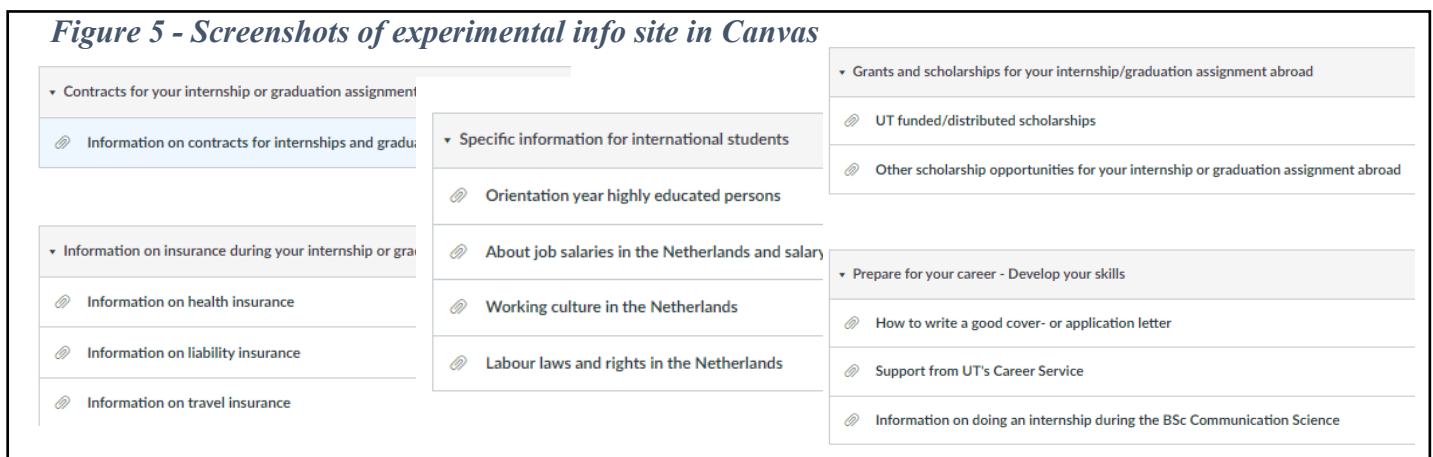 Figure 5 - Screenshots of experimental info site in Canvas
Contracts for your internship or graduation assignment
Information on contracts for internships and
Information on insurance during your internship or
Information on health insurance
Information on liability insurance
Information on travel insurance
Specific information for international students
Orientation year highly educated persons
About job salaries in the Netherlands and salary
Working culture in the Netherlands
Labour laws and rights in the Netherlands
Grants and scholarships for your internship/graduation assignment abroad
UT funded/distributed scholarships
Other scholarship opportunities for your internship or graduation assignment abroad
Prepare for your career - Develop your skills
How to write a good cover- or application letter
Support from UT's Career Service
Information on doing an internship during the BSc Communication Science